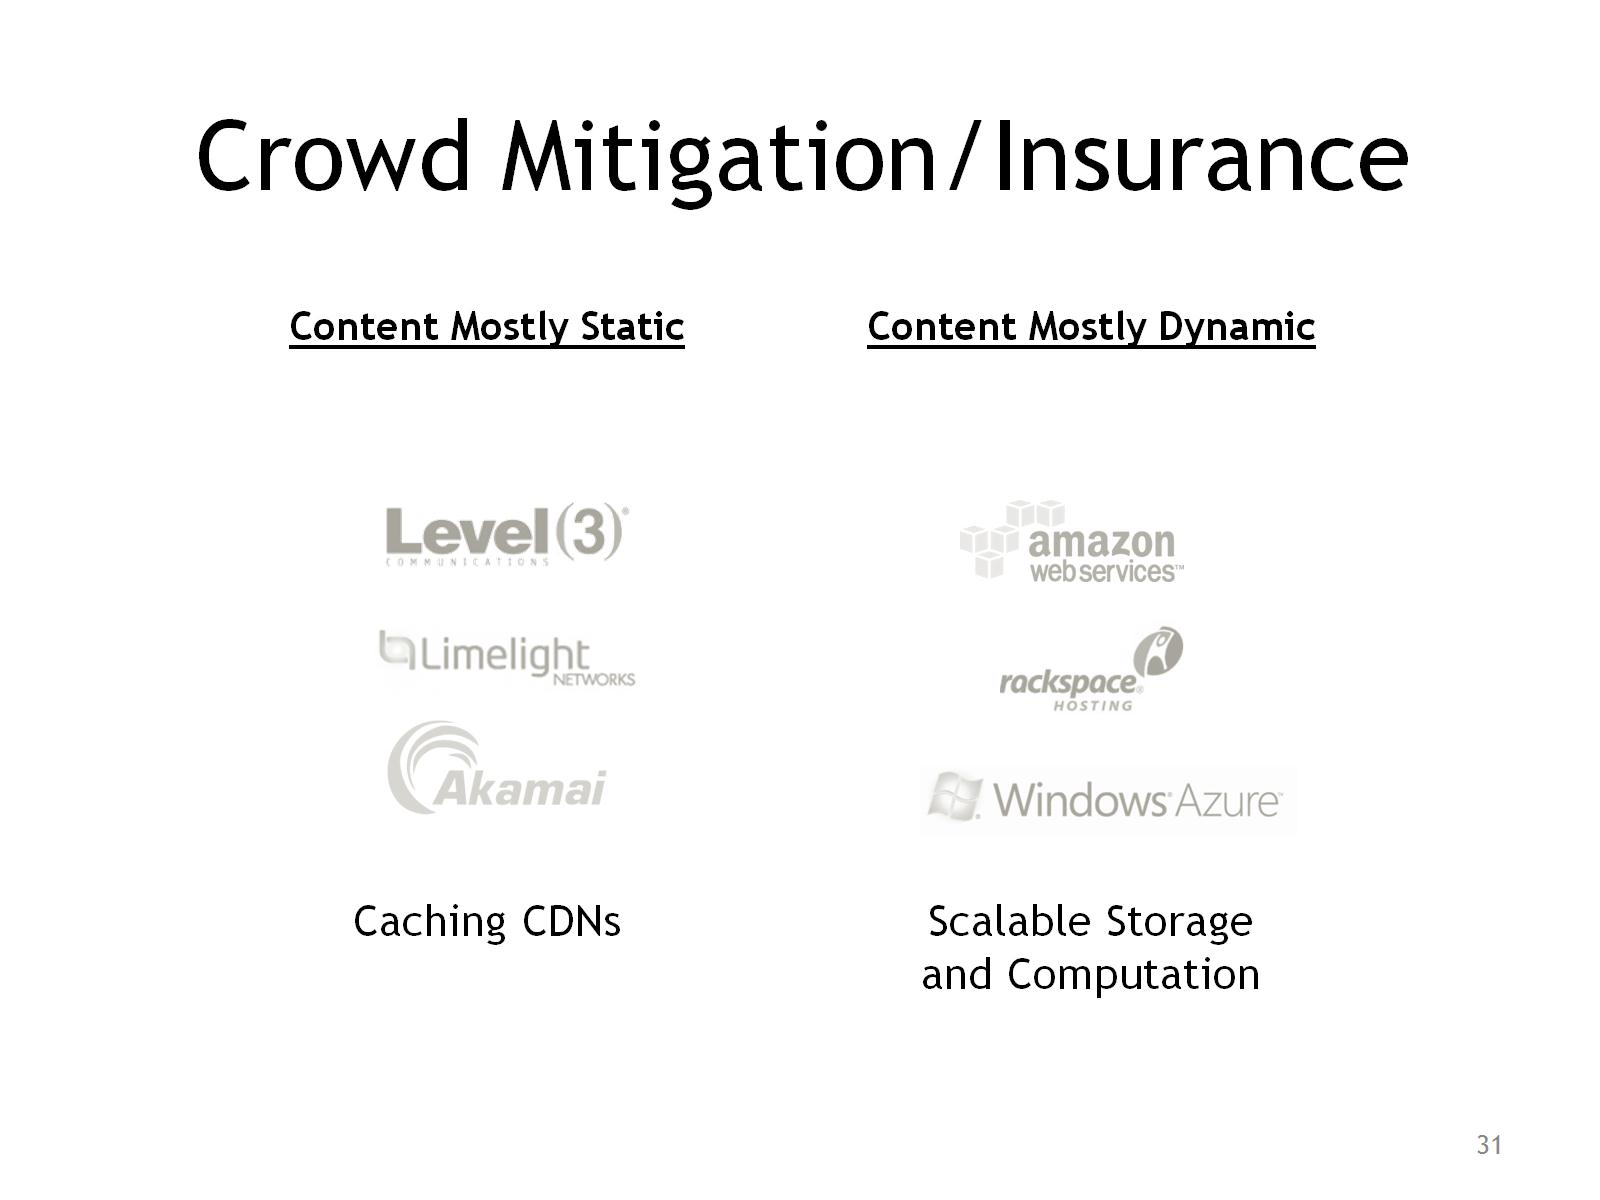 Crowd Mitigation/Insurance
Content Mostly Static
Level(3)®
COMMUNICATIONS
Limelight
NETWORKS
Akamai
Caching CDNs
Content Mostly Dynamic
amazon
webservices™
rackspace®
HOSTING
Windows® Azure™
Scalable Storage
and Computation
31